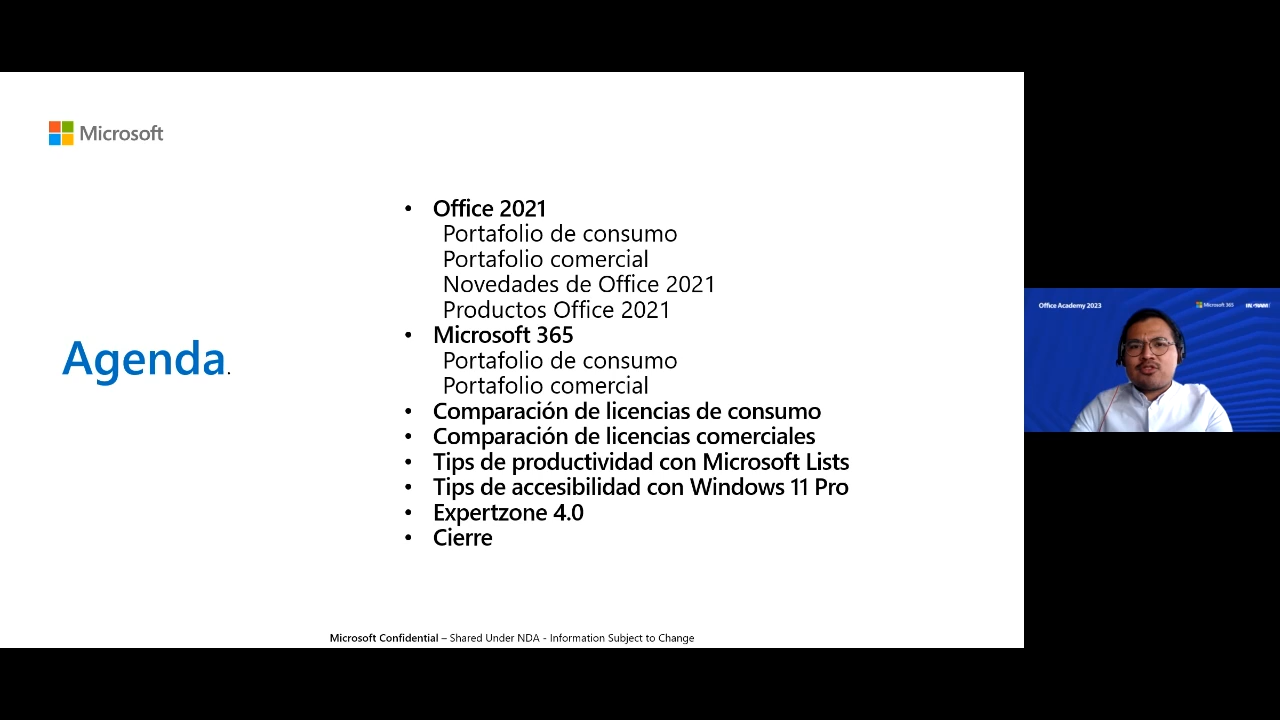 Microsoft
Agenda.
• Office 2021
Portafolio de consumo
Portafolio comercial
Novedades de Office 2021
Productos Office 2021
• Microsoft 365
Portafolio de consumo
Portafolio comercial
• Comparación de licencias de consumo
• Comparación de licencias comerciales
• Tips de productividad con Microsoft Lists
• Tips de accesibilidad con Windows 11 Pro
• Expertzone 4.0
• Cierre
Microsoft Confidential – Shared Under NDA - Information Subject to Change
Office Academy 2023
Microsoft 365